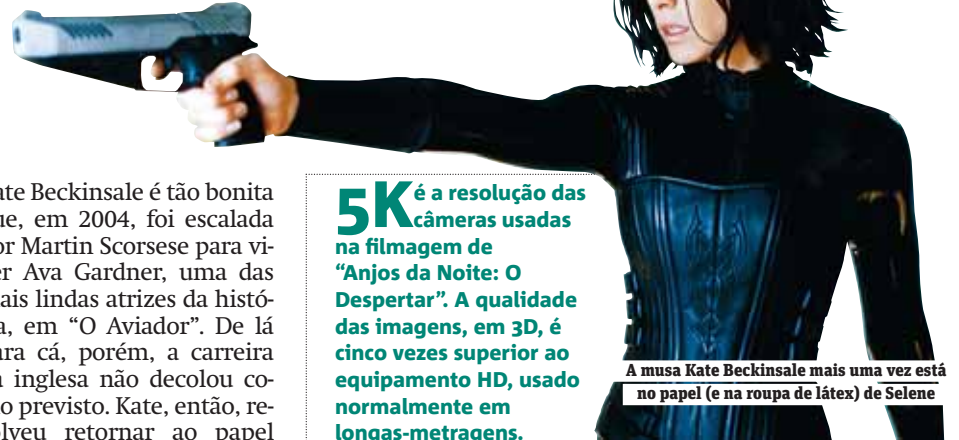 ate Beckinsale é tão bonita
ue, em 2004, foi escalada
or Martin Scorsese para vi-
er Ava Gardner, uma das
ais lindas atrizes da histó-
a, em “O Aviador”. De lá
ara cá, porém, a carreira
a inglesa não decolou co-
o previsto. Kate, então, re-
olveu retornar ao papel
5K é a resolução das
câmeras usadas
na filmagem de
“Anjos da Noite: O
Despertar”. A qualidade
das imagens, em 3D, é
cinco vezes superior ao
equipamento HD, usado
normalmente em
longas-metragens.
A musa Kate Beckinsale mais uma vez está
no papel (e na roupa de látex) de Selene